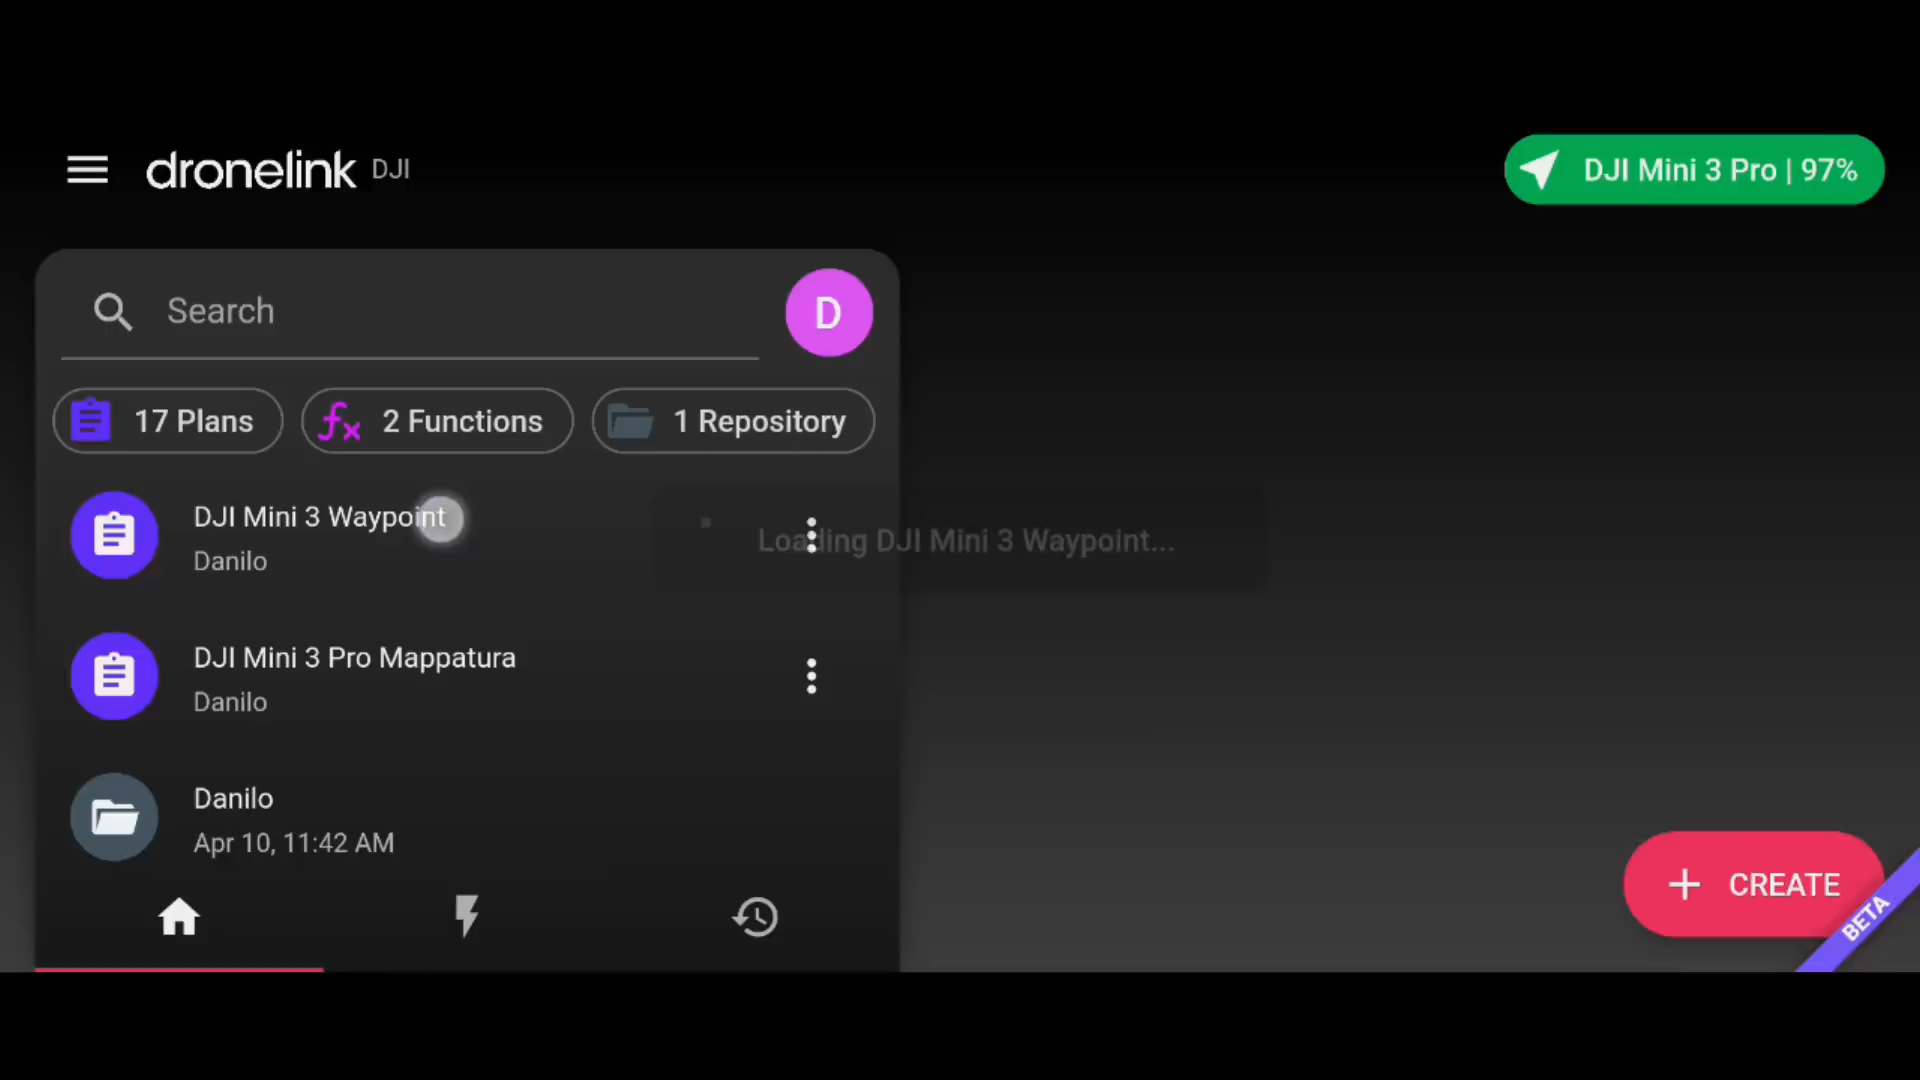 dronelink DJI
DJI Mini 3 Pro | 97%
Search
D
17 Plans
fx 2 Functions
1 Repository
DJI Mini 3 Waypoint
Danilo
Loading DJI Mini 3 Waypoint...
DJI Mini 3 Pro Mappatura
Danilo
Danilo
Apr 10, 11:42 AM
+ CREATE
BETA